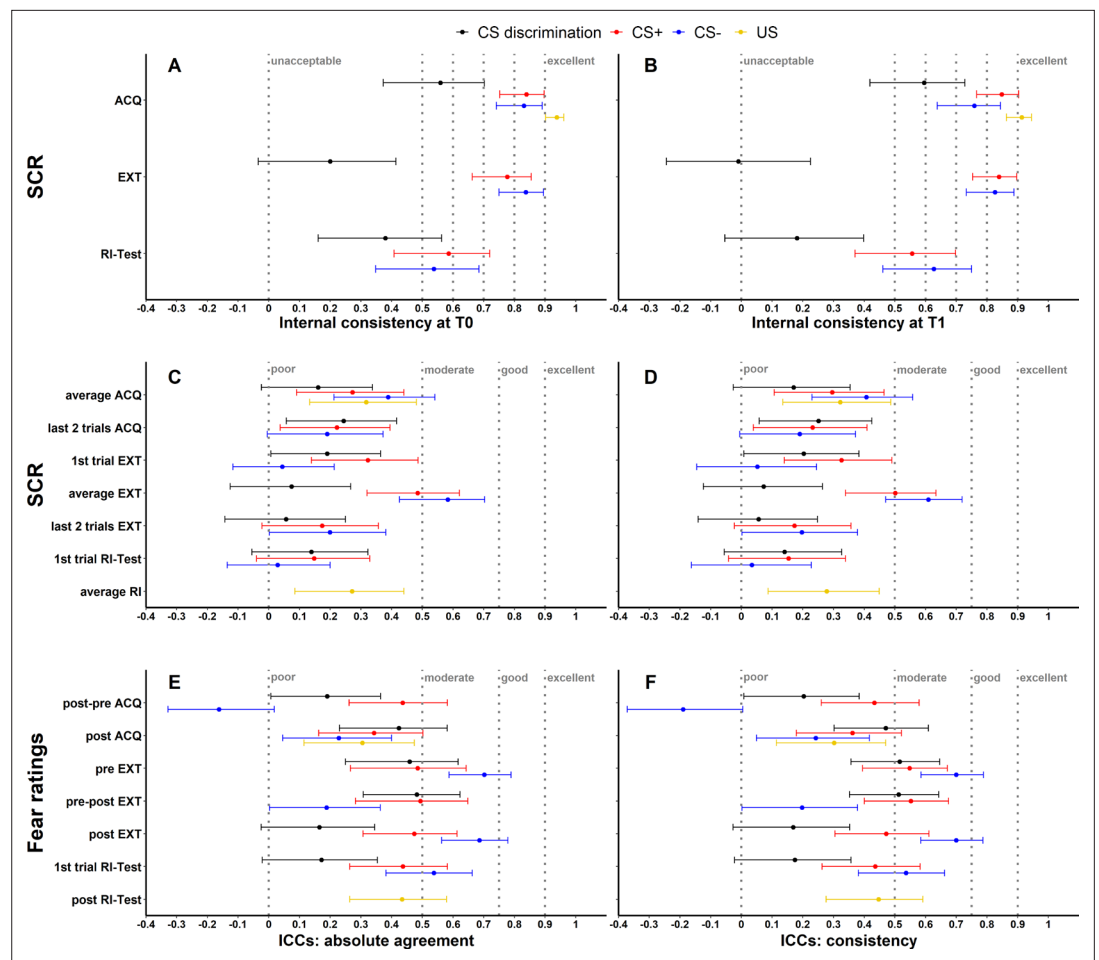 CS discrimination CS+ CS- US
A
unacceptable
excellent
B
unacceptable
excellent
SCR
ACQ
EXT
RI-Test
-0.4 -0.3 -0.2 -0.1 0 0.1 0.2 0.3 0.4 0.5 0.6 0.7 0.8 0.9 1
Internal consistency at T0
-0.4 -0.3 -0.2 -0.1 0 0.1 0.2 0.3 0.4 0.5 0.6 0.7 0.8 0.9 1
Internal consistency at T1
C
poor
moderate
good
excellent
D
poor
moderate
good
excellent
SCR
average ACQ
last 2 trials ACQ
1st trial EXT
average EXT
last 2 trials EXT
1st trial RI-Test
average RI
-0.4 -0.3 -0.2 -0.1 0 0.1 0.2 0.3 0.4 0.5 0.6 0.7 0.8 0.9 1
-0.4 -0.3 -0.2 -0.1 0 0.1 0.2 0.3 0.4 0.5 0.6 0.7 0.8 0.9 1
E
poor
moderate
good
excellent
F
poor
moderate
good
excellent
Fear ratings
post-pre ACQ
post ACQ
pre EXT
pre-post EXT
post EXT
1st trial RI-Test
post RI-Test
-0.4 -0.3 -0.2 -0.1 0 0.1 0.2 0.3 0.4 0.5 0.6 0.7 0.8 0.9 1
ICCs: absolute agreement
-0.4 -0.3 -0.2 -0.1 0 0.1 0.2 0.3 0.4 0.5 0.6 0.7 0.8 0.9 1
ICCs: consistency